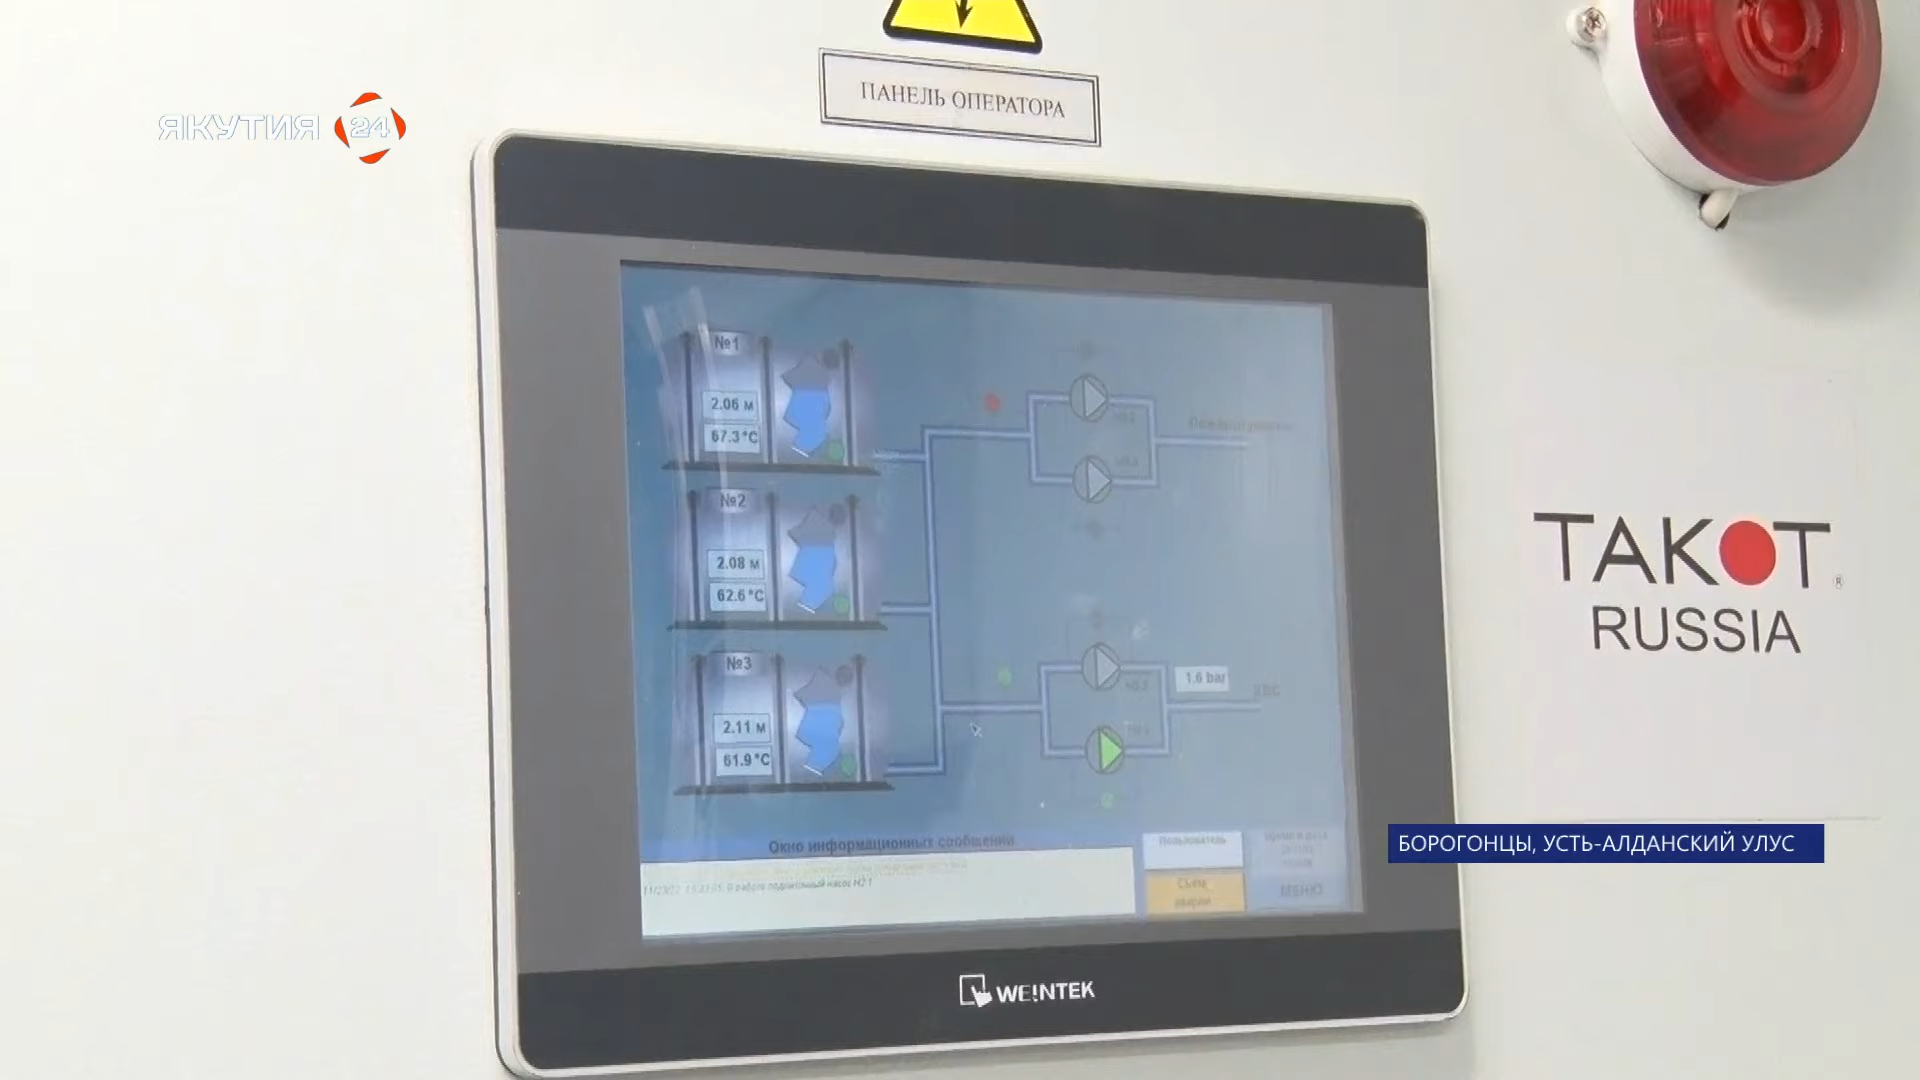 ПАНЕЛЬ ОПЕРАТОРА
ЯКУТИЯ 24
№1
2.06 м
67.3°C
№2
2.08 м
62.6°C
№3
2.11 м
61.9°C
1.6 bar
TAKOT®
RUSSIA
БОРОГОНЦЫ, УСТЬ-АЛДАНСКИЙ УЛУС
Окно информационных сообщений
Пользователь
МЕНЮ
WEINTEK